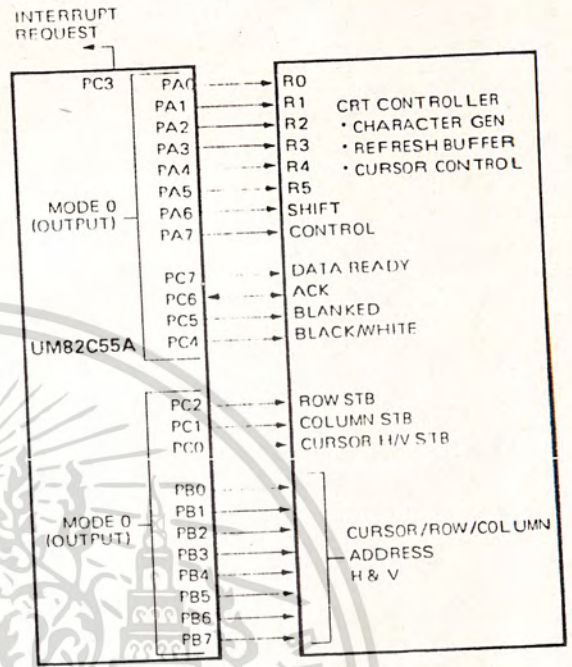 INTERRUPT
REQUEST
PC3 PA0 R0
PA1 R1 CRT CONTROLLER
PA2 R2 • CHARACTER GEN
PA3 R3 • REFRESH BUFFER
PA4 R4 • CURSOR CONTROL
PA5 R5
MODE 0
(OUTPUT)
PA6 SHIFT
PA7 CONTROL
PC7 DATA READY
PC6 ACK
PC5 BLANKED
UM82C55A PC4 BLACK/WHITE
PC2 ROW STB
PC1 COLUMN STB
PC0 CURSOR H/V STB
PB0
PB1
MODE 0
(OUTPUT)
PB2 CURSOR/ROW/COLUMN
PB3 ADDRESS
PB4 H & V
PB5
PB6
PB7